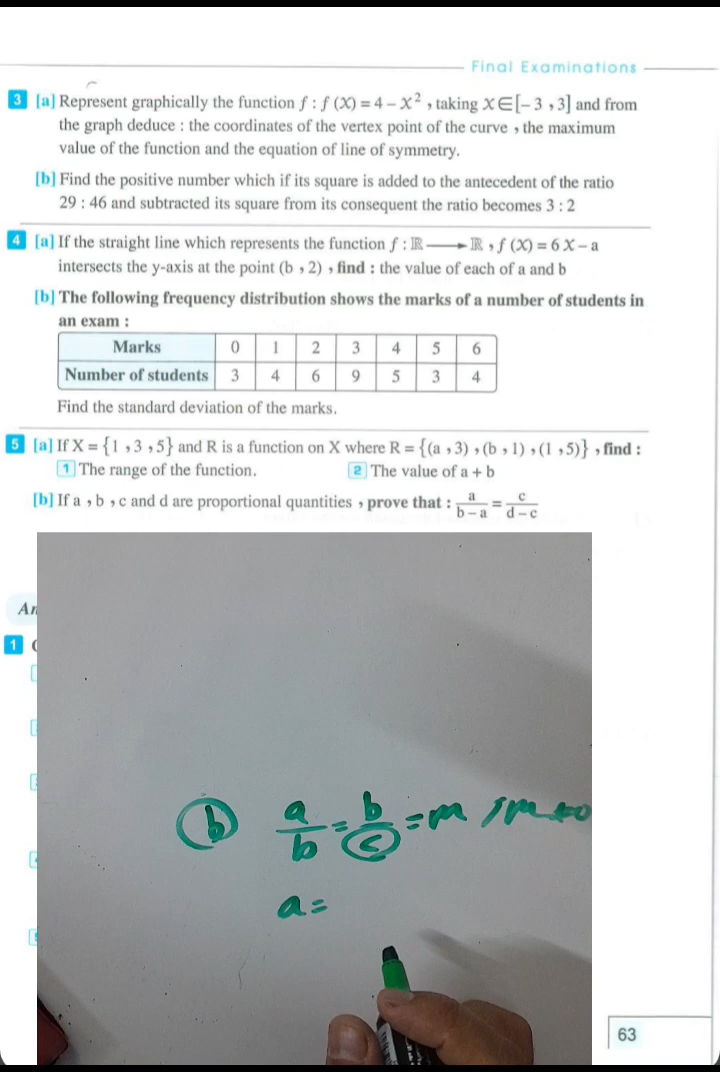 Final Examinations
3 [a] Represent graphically the function f : f (X) = 4 – X² , taking X ∈ [– 3 , 3] and from
the graph deduce : the coordinates of the vertex point of the curve , the maximum
value of the function and the equation of line of symmetry.
[b] Find the positive number which if its square is added to the antecedent of the ratio
29 : 46 and subtracted its square from its consequent the ratio becomes 3 : 2
4 [a] If the straight line which represents the function f : ℝ ⟶ ℝ , f (X) = 6 X – a
intersects the y-axis at the point (b , 2) , find : the value of each of a and b
[b] The following frequency distribution shows the marks of a number of students in
an exam :
Marks 0 1 2 3 4 5 6
Number of students 3 4 6 9 5 3 4
Find the standard deviation of the marks.
5 [a] If X = {1 , 3 , 5} and R is a function on X where R = {(a , 3) , (b , 1) , (1 , 5)} , find :
1 The range of the function. 2 The value of a + b
[b] If a , b , c and d are proportional quantities , prove that : a/(b – a) = c/(d – c)
1
b a/b = b/c = m , m ≠ 0
a =
63